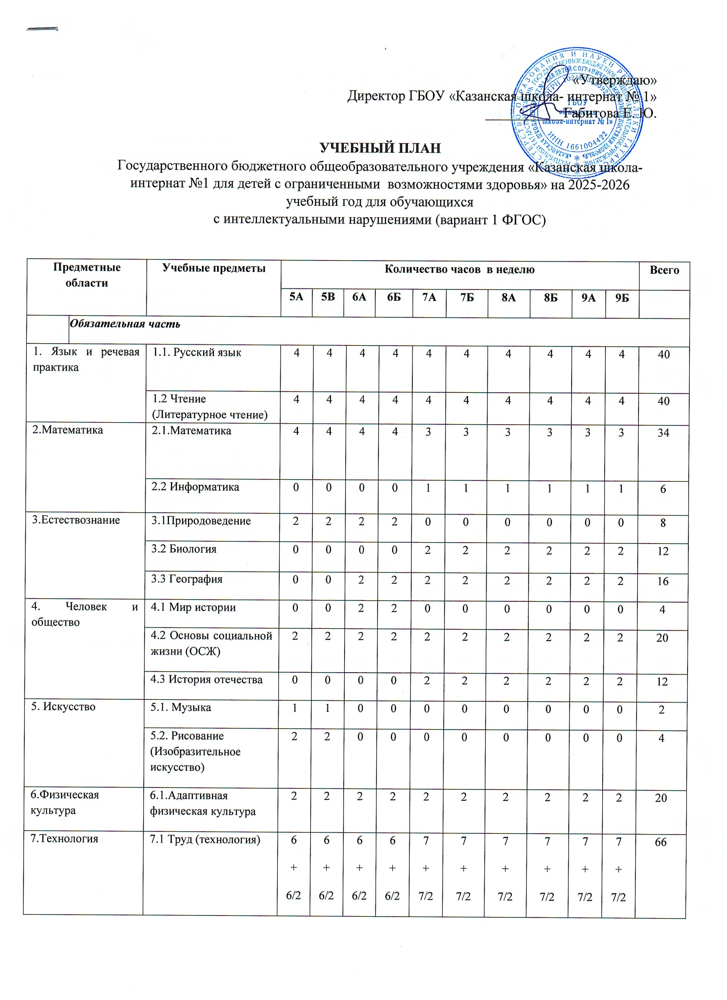 «Утверждаю»
Директор ГБОУ «Казанская школа- интернат № 1»
Габитова Е. Ю.
ГБОУ
школа-интернат № 1»
ИНН 1661004422
УЧЕБНЫЙ ПЛАН
Государственного бюджетного общеобразовательного учреждения «Казанская школа-
интернат №1 для детей с ограниченными возможностями здоровья» на 2025-2026
учебный год для обучающихся
с интеллектуальными нарушениями (вариант 1 ФГОС)
Предметные области Учебные предметы Количество часов в неделю Всего
5А 5В 6А 6Б 7А 7Б 8А 8Б 9А 9Б
Обязательная часть
1. Язык и речевая 1.1. Русский язык 4 4 4 4 4 4 4 4 4 4 40
практика
1.2 Чтение 4 4 4 4 4 4 4 4 4 4 40
(Литературное чтение)
2.Математика 2.1.Математика 4 4 4 4 3 3 3 3 3 3 34
2.2 Информатика 0 0 0 0 1 1 1 1 1 1 6
3.Естествознание 3.1Природоведение 2 2 2 2 0 0 0 0 0 0 8
3.2 Биология 0 0 0 0 2 2 2 2 2 2 12
3.3 География 0 0 2 2 2 2 2 2 2 2 16
4. Человек и 4.1 Мир истории 0 0 2 2 0 0 0 0 0 0 4
общество
4.2 Основы социальной 2 2 2 2 2 2 2 2 2 2 20
жизни (ОСЖ)
4.3 История отечества 0 0 0 0 2 2 2 2 2 2 12
5. Искусство 5.1. Музыка 1 1 0 0 0 0 0 0 0 0 2
5.2. Рисование 2 2 0 0 0 0 0 0 0 0 4
(Изобразительное
искусство)
6.Физическая 6.1.Адаптивная 2 2 2 2 2 2 2 2 2 2 20
культура физическая культура
7.Технология 7.1 Труд (технология) 6 6 6 6 7 7 7 7 7 7 66
+ + + + + + + + + +
6/2 6/2 6/2 6/2 7/2 7/2 7/2 7/2 7/2 7/2